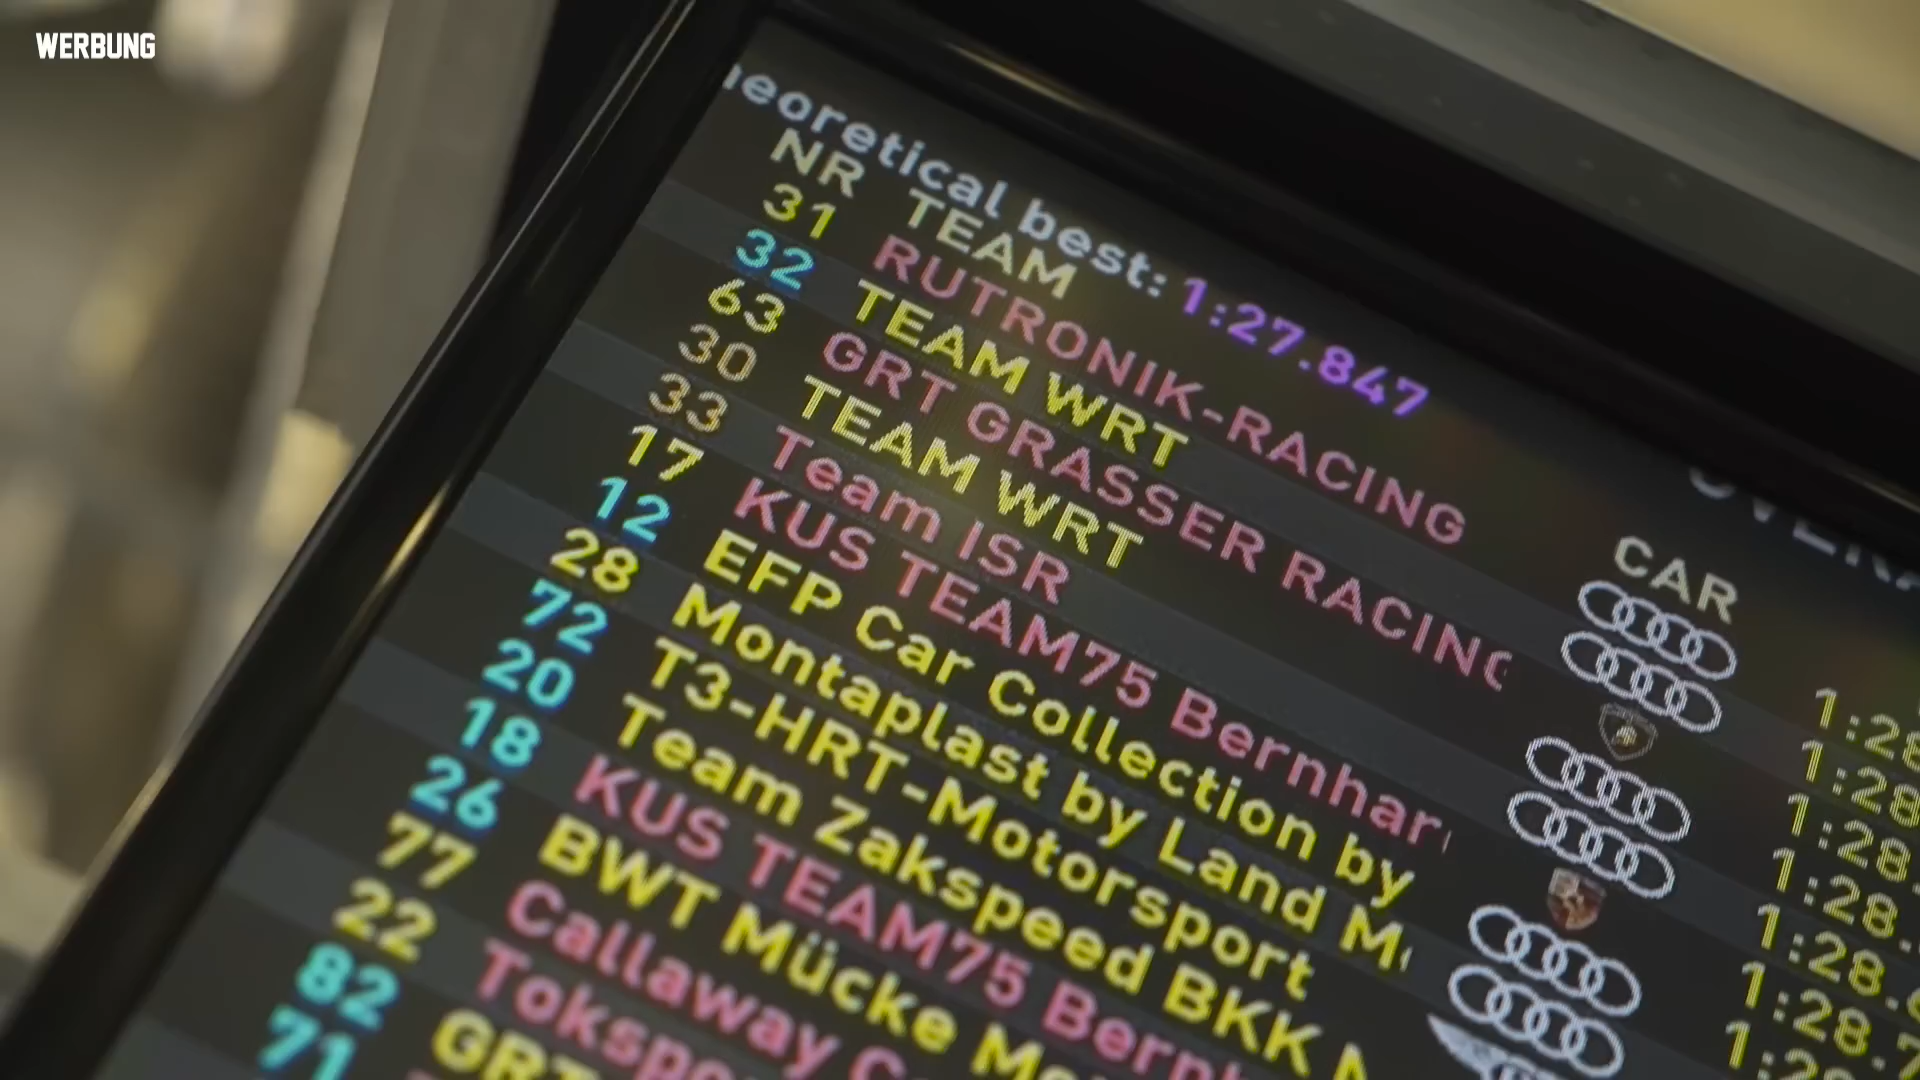 WERBUNG
eoretical best: 1:27.847
NR TEAM CAR
31 RUTRONIK-RACING 1:28
32 TEAM WRT 1:28
63 GRT GRASSER RACING 1:28.
30 TEAM WRT 1:28.
33 Team ISR 1:28.
17 KUS TEAM75 Bernhar 1:28.
12 EFP Car Collection by
28 Montaplast by Land M
72 T3-HRT-Motorsport
20 Team Zakspeed BKK
18 KUS TEAM75 Bernh
26 BWT Mücke M
77 Callaway C
22 Tokspo
82 GRT
71